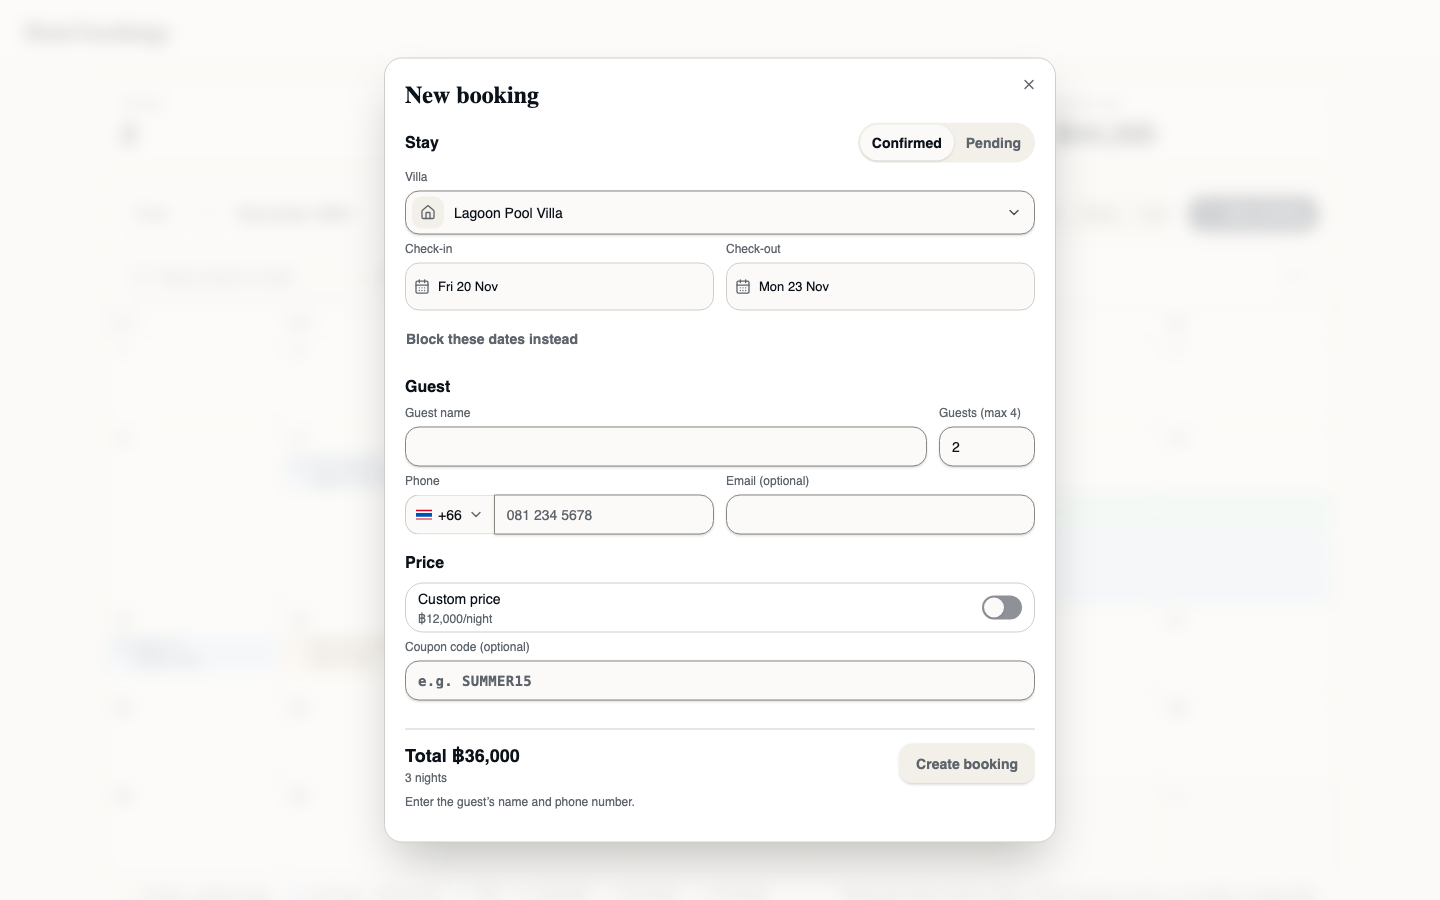 New booking
Stay
Confirmed
Pending
Villa
Lagoon Pool Villa
Check-in
Check-out
Fri 20 Nov
Mon 23 Nov
Block these dates instead
Guest
Guest name
Guests (max 4)
2
Phone
Email (optional)
+66
081 234 5678
Price
Custom price
฿12,000/night
Coupon code (optional)
e.g. SUMMER15
Total ฿36,000
3 nights
Create booking
Enter the guest’s name and phone number.